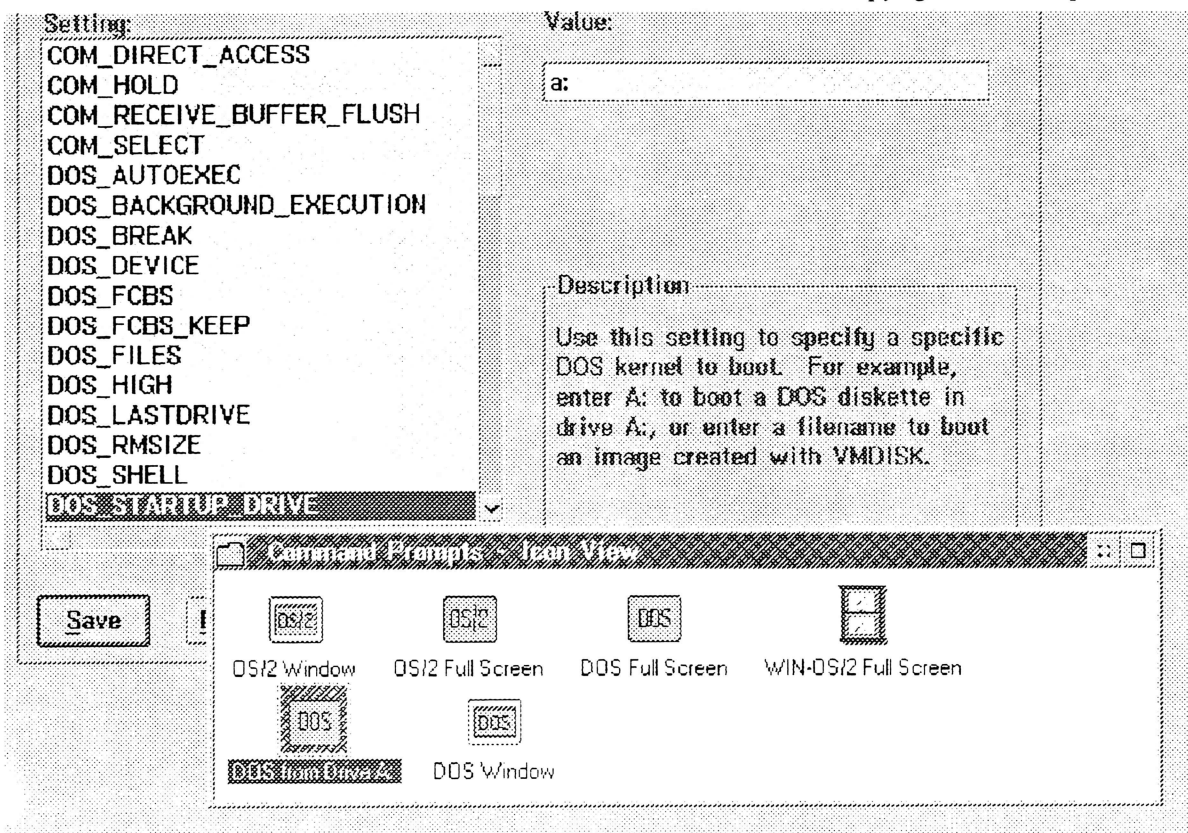 Setting:
COM_DIRECT_ACCESS
COM_HOLD
COM_RECEIVE_BUFFER_FLUSH
COM_SELECT
DOS_AUTOEXEC
DOS_BACKGROUND_EXECUTION
DOS_BREAK
DOS_DEVICE
DOS_FCBS
DOS_FCBS_KEEP
DOS_FILES
DOS_HIGH
DOS_LASTDRIVE
DOS_RMSIZE
DOS_SHELL
DOS_STARTUP_DRIVE
Value:
a:
Description
Use this setting to specify a specific
DOS kernel to boot. For example,
enter A: to boot a DOS diskette in
drive A:, or enter a filename to boot
an image created with VMDISK.
Save
Command Prompts - Icon View
OS/2
OS/2
DOS
OS/2 Window
OS/2 Full Screen
DOS Full Screen
WIN-OS/2 Full Screen
DOS
DOS
DOS from Drive A:
DOS Window